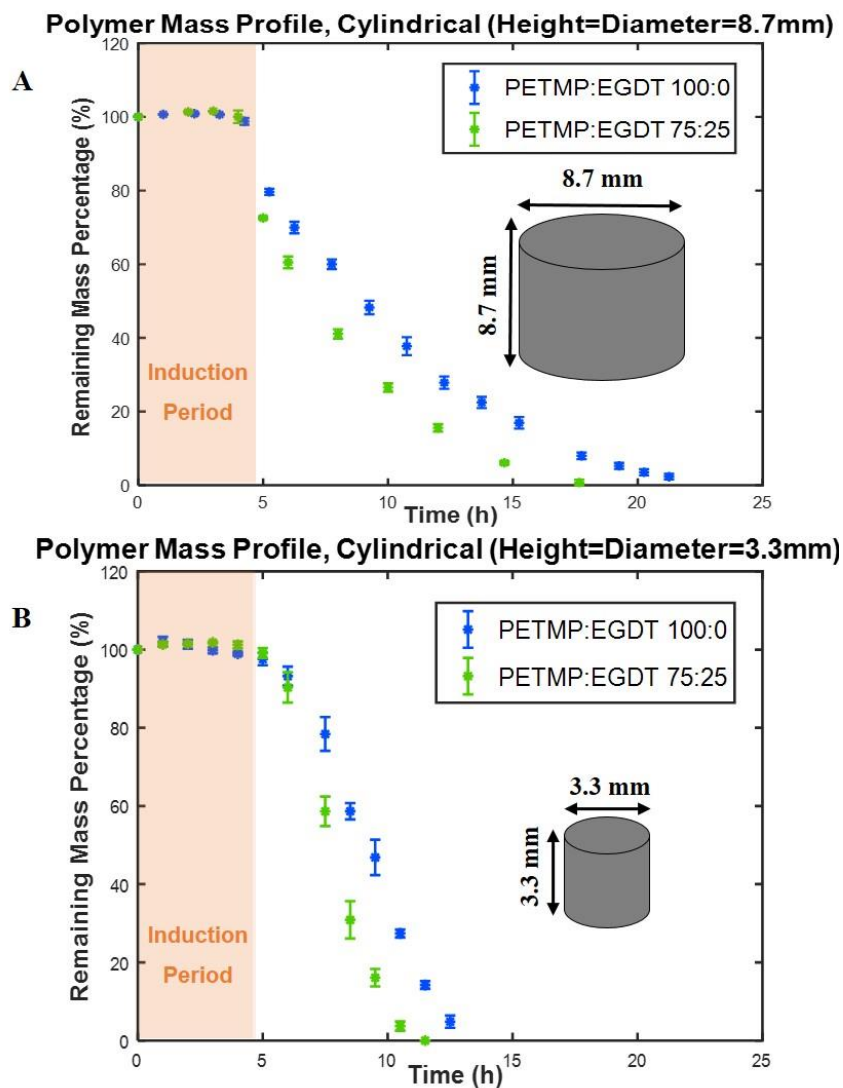 Polymer Mass Profile, Cylindrical (Height=Diameter=8.7mm)
A
Remaining Mass Percentage (%)
120
100
80
60
40
20
0
PETMP:EGDT 100:0
PETMP:EGDT 75:25
8.7 mm
8.7 mm
Induction
Period
0 5 10 15 20 25
Time (h)
Polymer Mass Profile, Cylindrical (Height=Diameter=3.3mm)
B
Remaining Mass Percentage (%)
120
100
80
60
40
20
0
PETMP:EGDT 100:0
PETMP:EGDT 75:25
3.3 mm
3.3 mm
Induction
Period
0 5 10 15 20 25
Time (h)